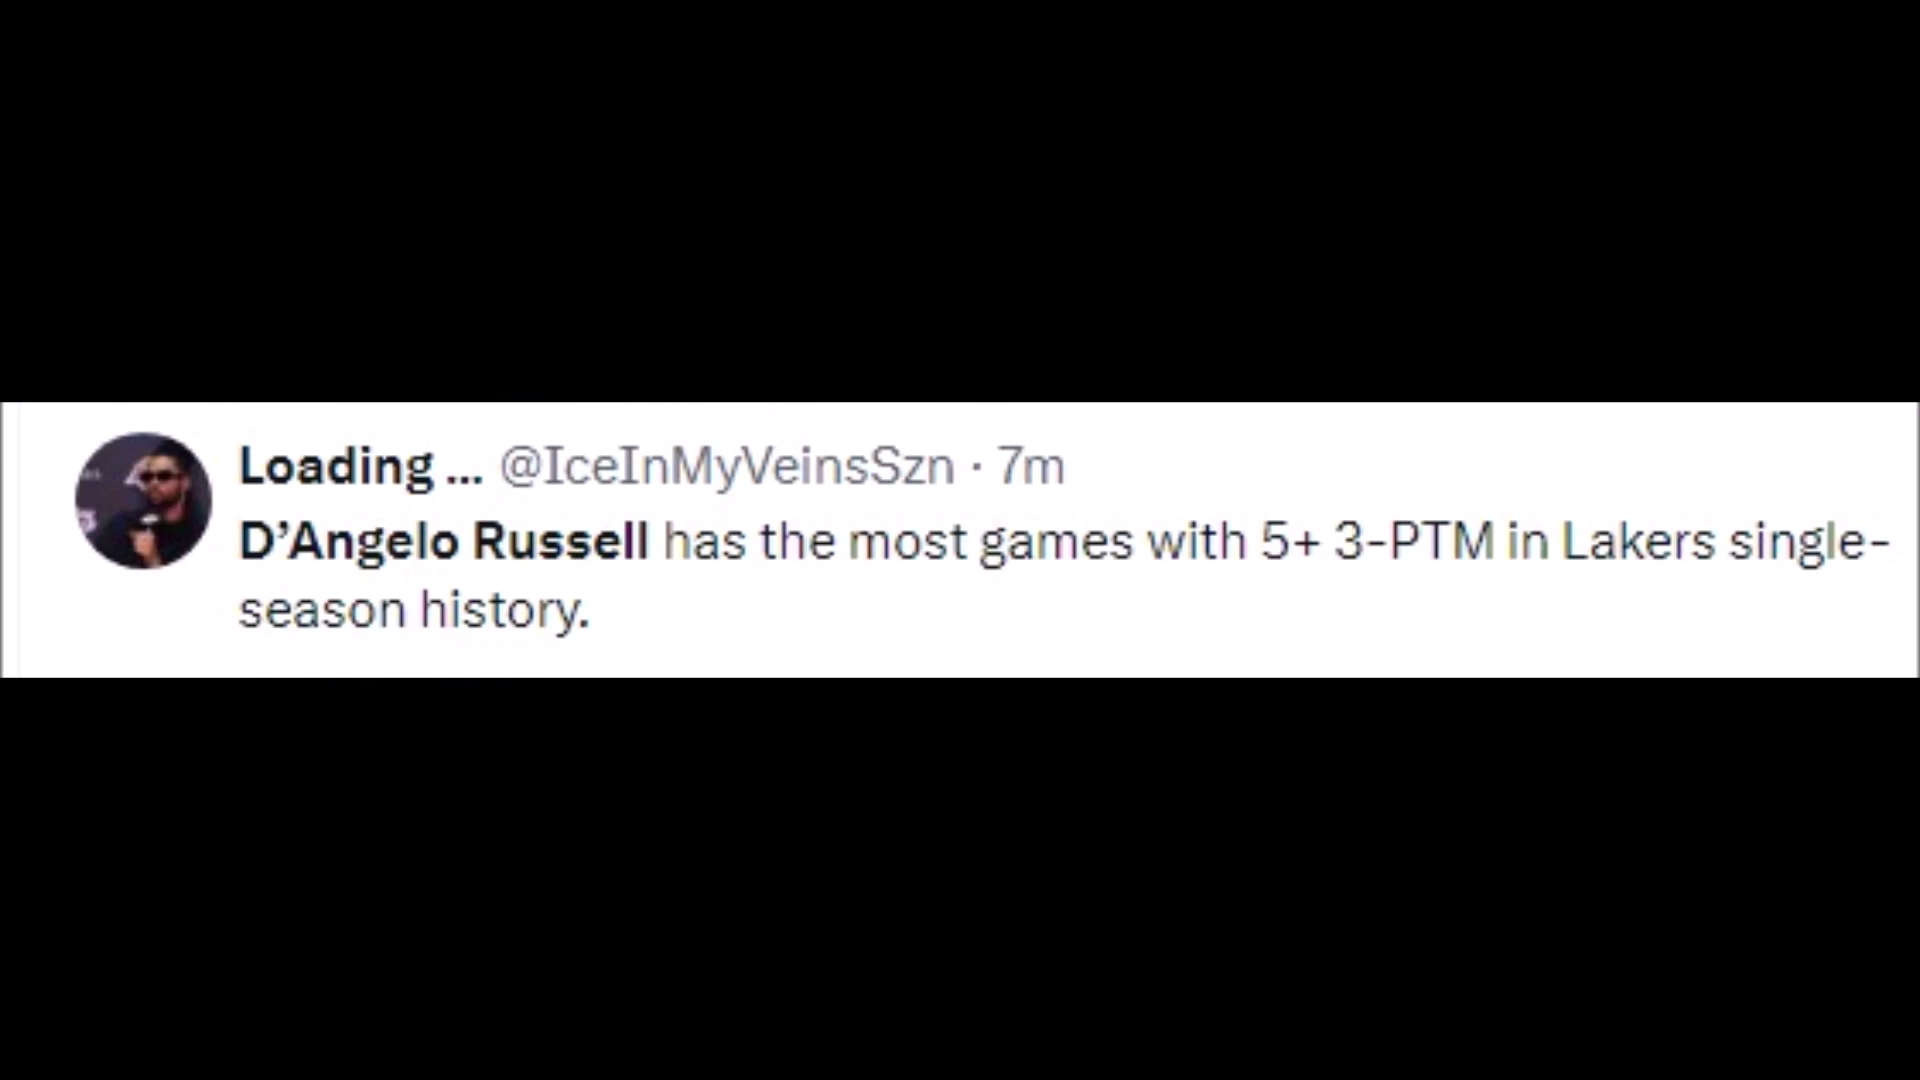 Loading ... @IceInMyVeinsSzn · 7m
D’Angelo Russell has the most games with 5+ 3-PTM in Lakers single-
season history.